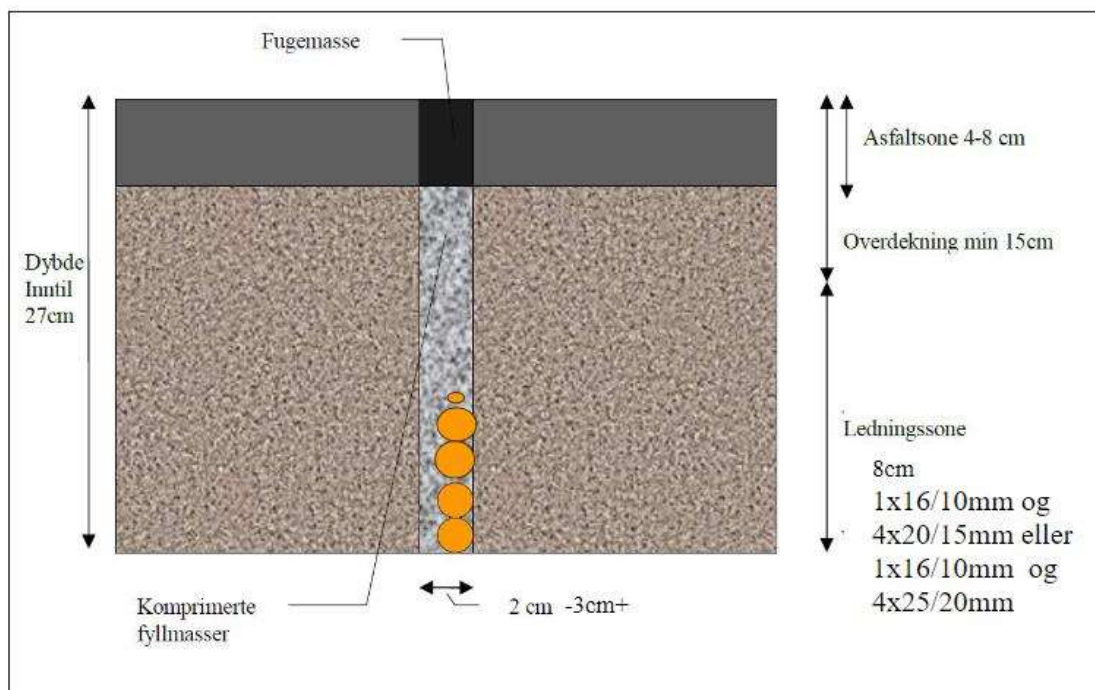 Fugemasse
Asfaltsone 4-8 cm
Overdekning min 15cm
Dybde
Inntil
27cm
Ledningssone
8cm
1x16/10mm og
4x20/15mm eller
1x16/10mm og
4x25/20mm
2 cm -3cm+
Komprimerte
fyllmasser